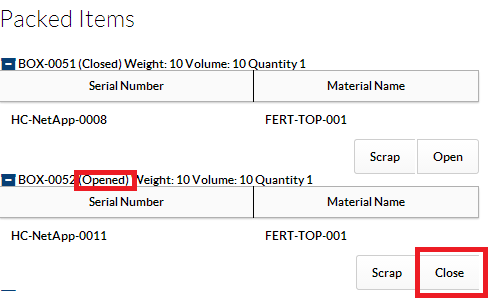 Packed Items
BOX-0051 (Closed) Weight: 10 Volume: 10 Quantity 1
Serial Number Material Name
HC-NetApp-0008 FERT-TOP-001
Scrap Open
BOX-0052 (Opened) Weight: 10 Volume: 10 Quantity 1
Serial Number Material Name
HC-NetApp-0011 FERT-TOP-001
Scrap Close